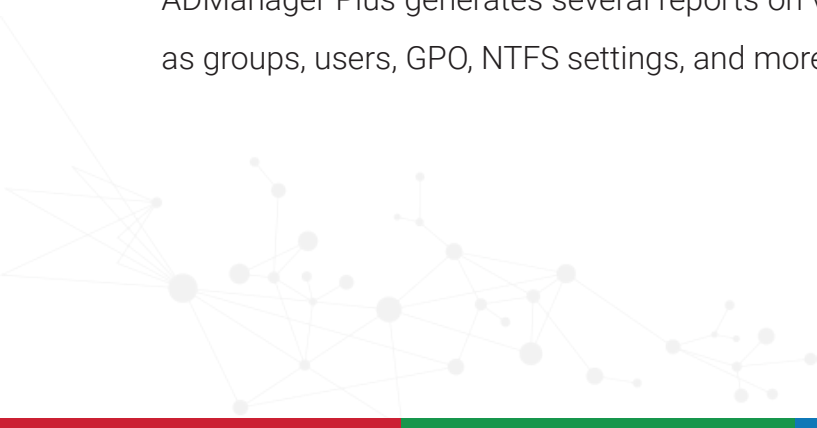 ADManager Plus generates several reports on
as groups, users, GPO, NTFS settings, and more